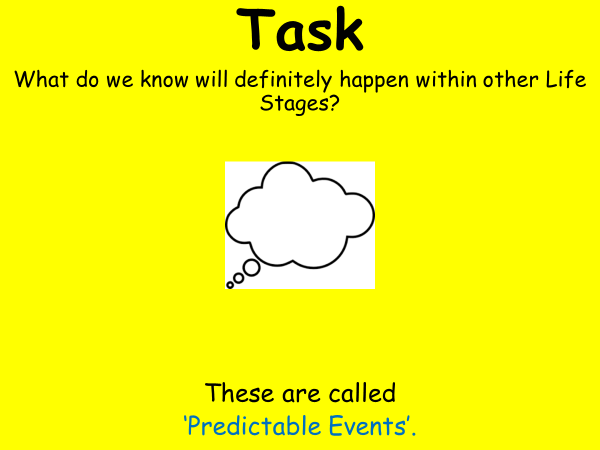 Task
What do we know will definitely happen within other Life
Stages?
These are called
‘Predictable Events’.